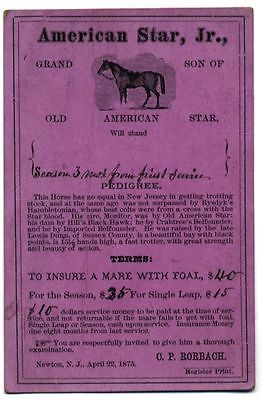 American Star, Jr.,
GRAND SON OF
OLD AMERICAN STAR,
Will stand
Season 3 mos from first service
PEDIGREE.
This Horse has no equal in New Jersey in getting trotting
stock, and at the same age was not surpassed by Rysdyk's
Hambletonian, whose best colts were from a cross with the
Star blood. His sire, Monitor, was by Old American Star;
his dam by Hill's Black Hawk; he by Crabtree's Bellfounder,
and he by Imported Bellfounder. He was raised by the late
Lewis Dunn, of Sussex County, is a beautiful bay with black
points, is 15½ hands high, a fast trotter, with great strength
and beauty of action.
TERMS:
TO INSURE A MARE WITH FOAL, $40
For the Season, $25 For Single Leap, $15
$10 dollars service money to be paid at the time of ser-
vice, and not returnable if the mare fails to get with foal.
Single Leap or Season, cash upon service. Insurance Money
due eight months from last service.
You are respectfully invited to give him a thorough
examination.
C. P. RORBACH.
Newton, N. J., April 22, 1875.
Register Print.